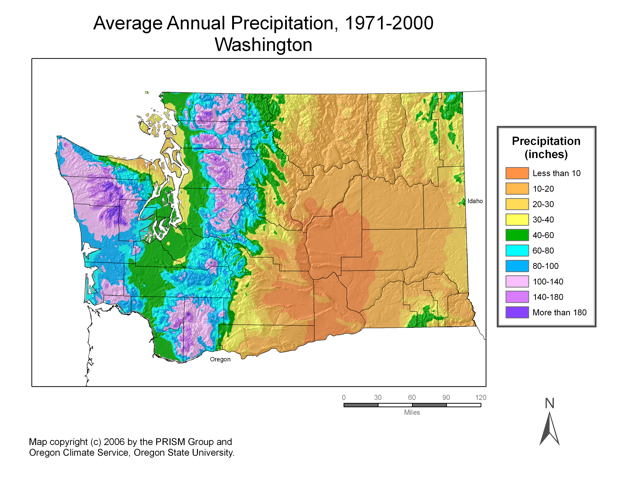 Average Annual Precipitation, 1971-2000
Washington
Precipitation
(inches)
Less than 10
10-20
20-30
30-40
40-60
60-80
80-100
100-140
140-180
More than 180
Idaho
Oregon
0 30 60 90 120
Miles
N
Map copyright (c) 2006 by the PRISM Group and
Oregon Climate Service, Oregon State University.